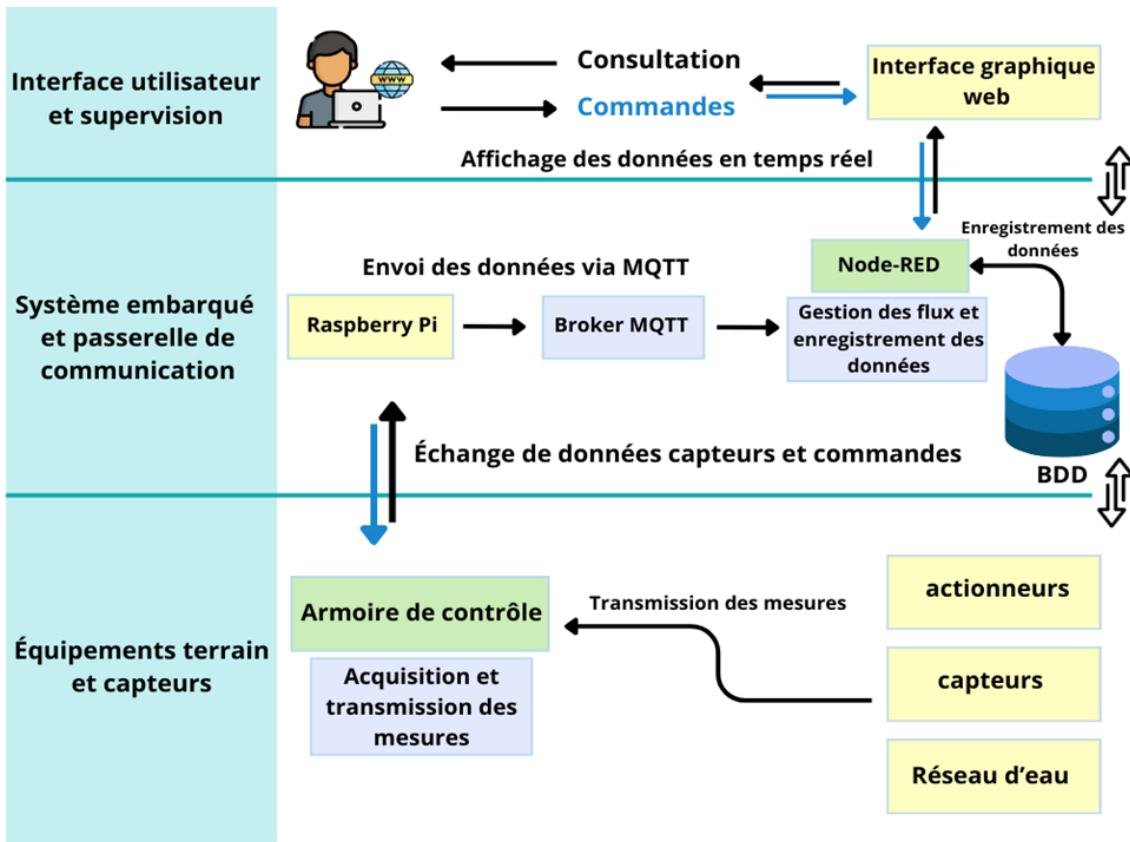 Interface utilisateur
et supervision
www
Consultation
Commandes
Interface graphique
web
Affichage des données en temps réel
Système embarqué
et passerelle de
communication
Envoi des données via MQTT
Raspberry Pi
Broker MQTT
Node-RED
Gestion des flux et
enregistrement des
données
Enregistrement des
données
BDD
Échange de données capteurs et commandes
Équipements terrain
et capteurs
Armoire de contrôle
Acquisition et
transmission des
mesures
Transmission des mesures
actionneurs
capteurs
Réseau d’eau